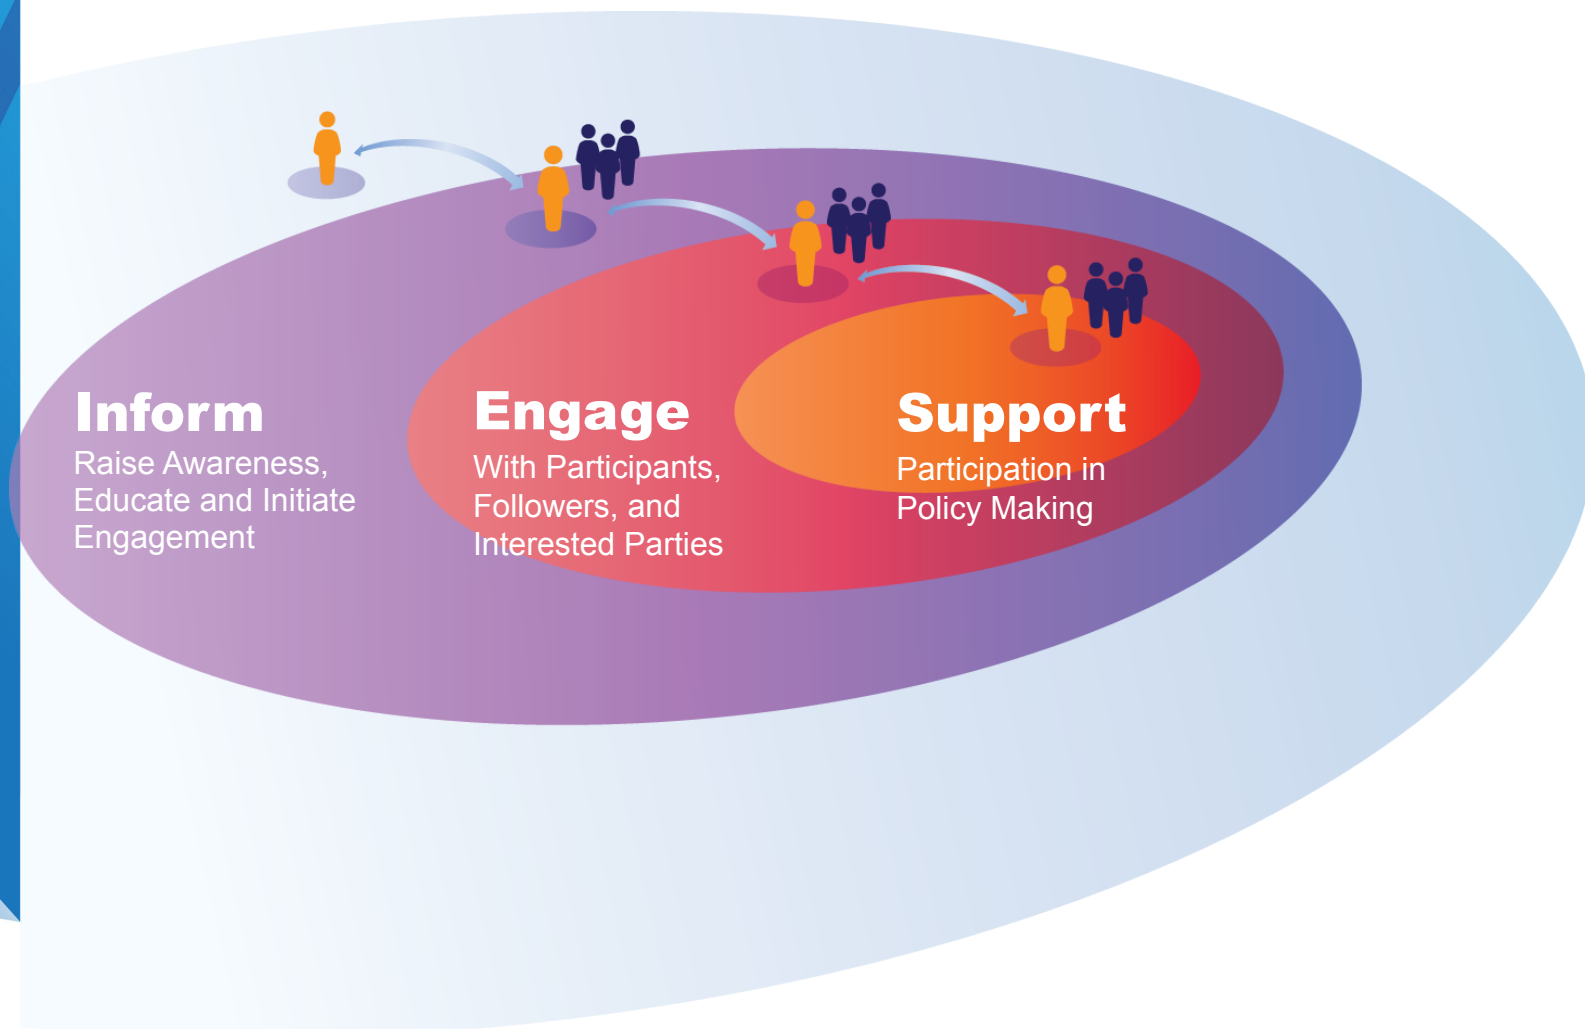 Inform
Raise Awareness,
Educate and Initiate
Engagement
Engage
With Participants,
Followers, and
Interested Parties
Support
Participation in
Policy Making